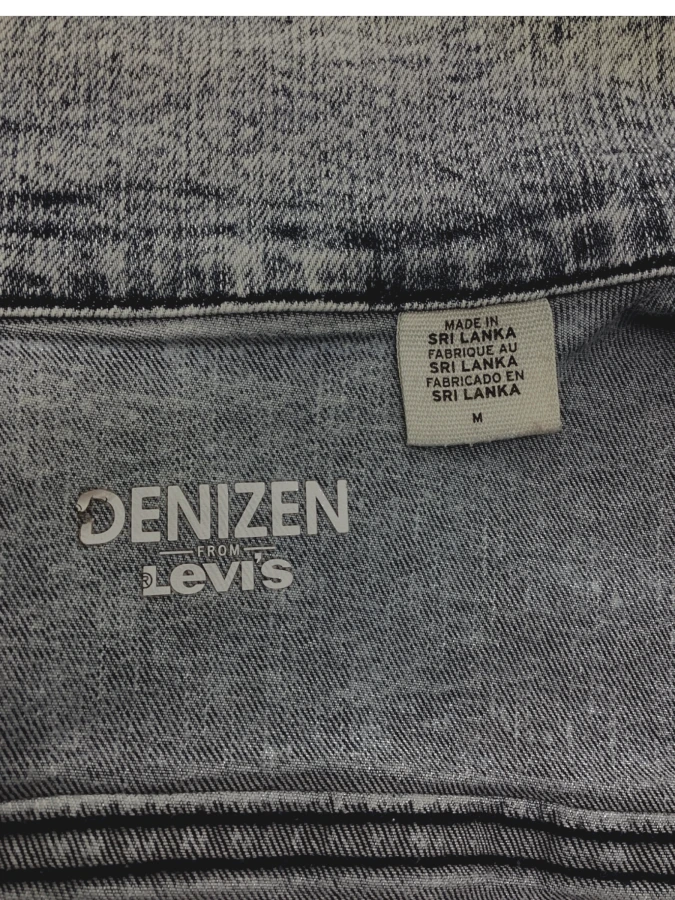 MADE IN
SRI LANKA
FABRIQUE AU
SRI LANKA
FABRICADO EN
SRI LANKA
M
DENIZEN
FROM
®Levi's